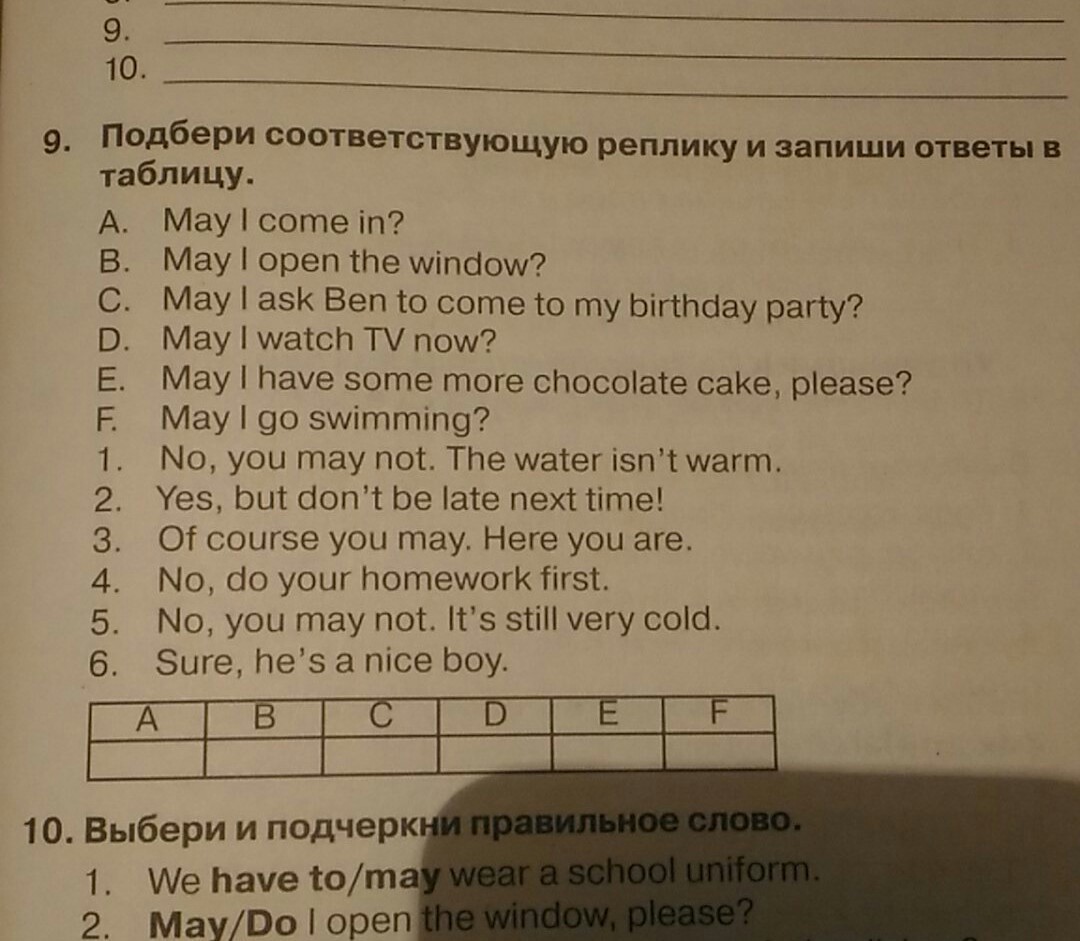 9.
10.
9. Подбери соответствующую реплику и запиши ответы в
таблицу.
A. May I come in?
B. May I open the window?
C. May I ask Ben to come to my birthday party?
D. May I watch TV now?
E. May I have some more chocolate cake, please?
F. May I go swimming?
1. No, you may not. The water isn't warm.
2. Yes, but don't be late next time!
3. Of course you may. Here you are.
4. No, do your homework first.
5. No, you may not. It's still very cold.
6. Sure, he's a nice boy.
A B C D E F
10. Выбери и подчеркни правильное слово.
1. We have to/may wear a school uniform.
2. May/Do I open the window, please?